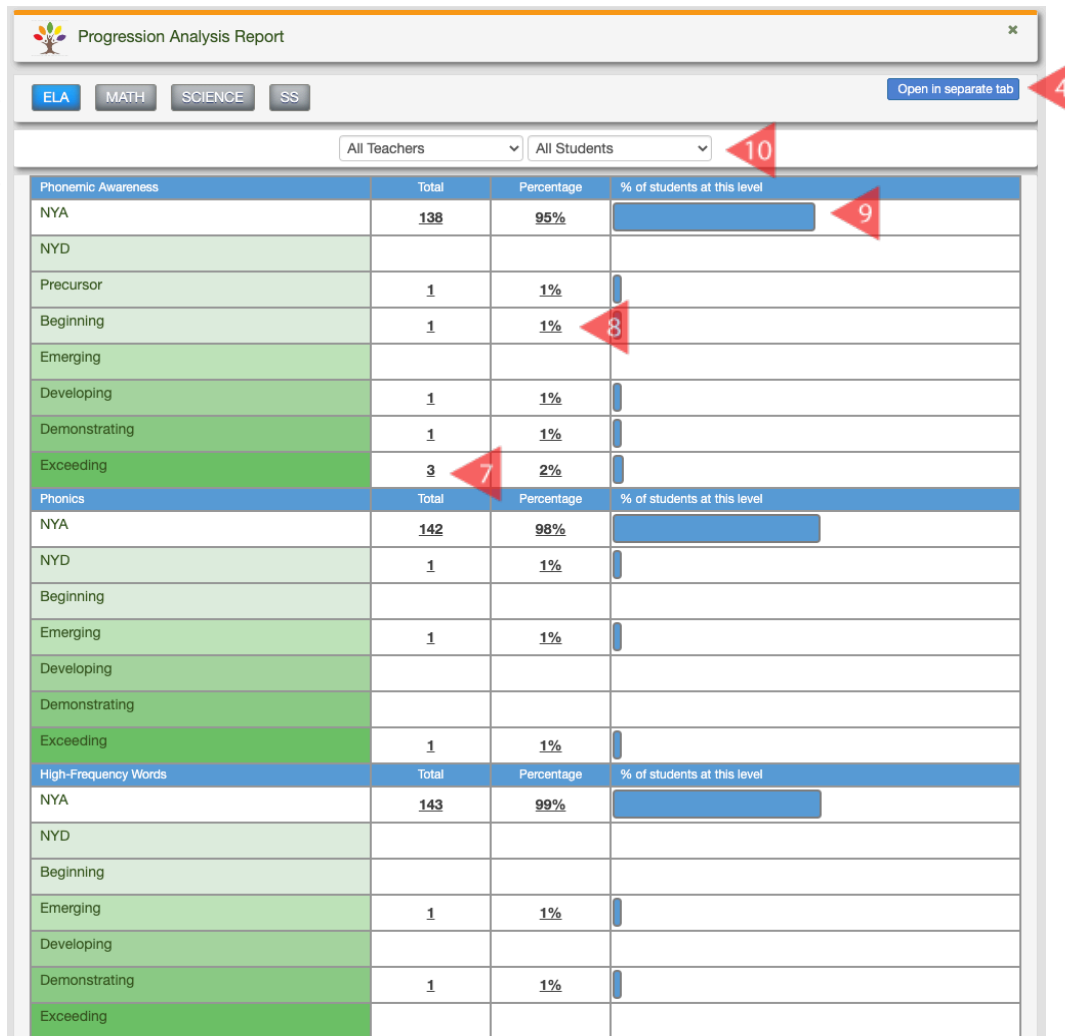 Progression Analysis Report ×
ELA MATH SCIENCE SS Open in separate tab 4
All Teachers All Students 10
Phonemic Awareness Total Percentage % of students at this level
NYA 138 95% 9
NYD
Precursor 1 1%
Beginning 1 1% 8
Emerging
Developing 1 1%
Demonstrating 1 1%
Exceeding 3 7 2%
Phonics Total Percentage % of students at this level
NYA 142 98%
NYD 1 1%
Beginning
Emerging 1 1%
Developing
Demonstrating
Exceeding 1 1%
High-Frequency Words Total Percentage % of students at this level
NYA 143 99%
NYD
Beginning
Emerging 1 1%
Developing
Demonstrating 1 1%
Exceeding